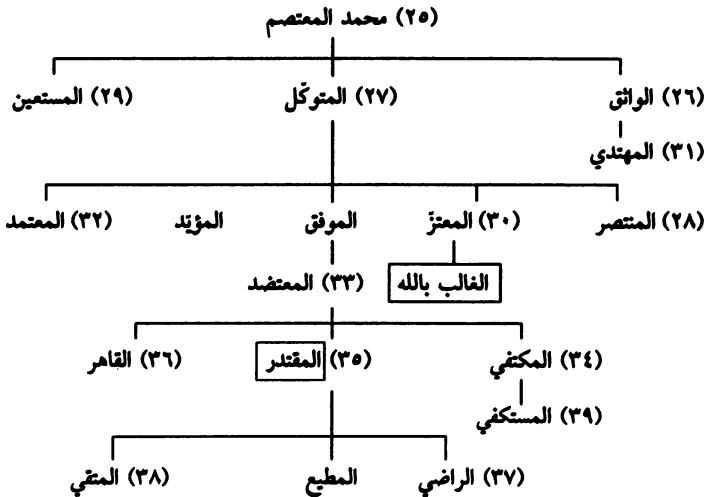 (٢٥) محمد المعتصم
(٢٦) الواثق (٢٧) المتوكّل (٢٩) المستعين
(٣١) المهتدي
(٢٨) المنتصر (٣٠) المعتزّ الموفق المؤيّد (٣٢) المعتمد
الغالب بالله (٣٣) المعتضد
(٣٤) المكتفي (٣٥) المقتدر (٣٦) القاهر
(٣٩) المستكفي
(٣٧) الراضي المطيع (٣٨) المتقي